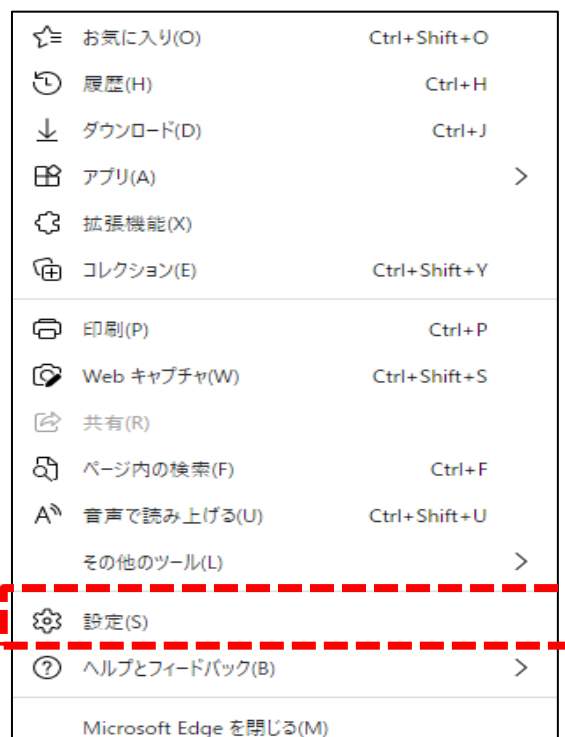 お気に入り(O) Ctrl+Shift+O
履歴(H) Ctrl+H
ダウンロード(D) Ctrl+J
アプリ(A)
拡張機能(X)
コレクション(E) Ctrl+Shift+Y
印刷(P) Ctrl+P
Web キャプチャ(W) Ctrl+Shift+S
共有(R)
ページ内の検索(F) Ctrl+F
音声で読み上げる(U) Ctrl+Shift+U
その他のツール(L)
設定(S)
ヘルプとフィードバック(B)
Microsoft Edge を閉じる(M)